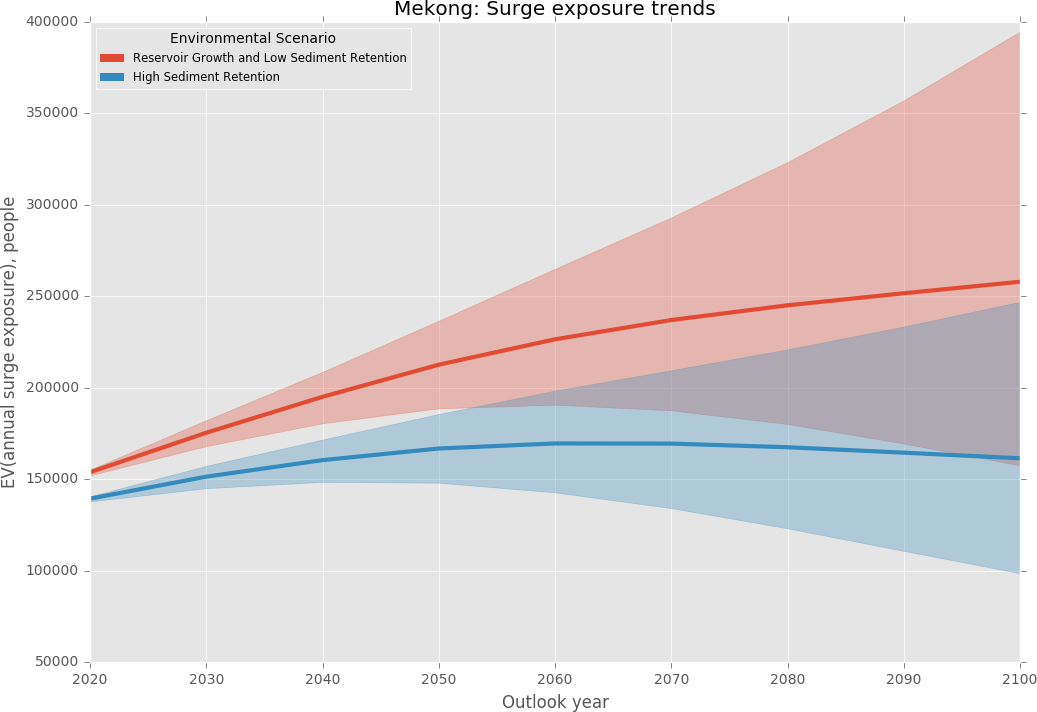 Mekong: Surge exposure trends
400000
350000
300000
250000
200000
150000
100000
50000
EV(annual surge exposure), people
Environmental Scenario
Reservoir Growth and Low Sediment Retention
High Sediment Retention
2020 2030 2040 2050 2060 2070 2080 2090 2100
Outlook year